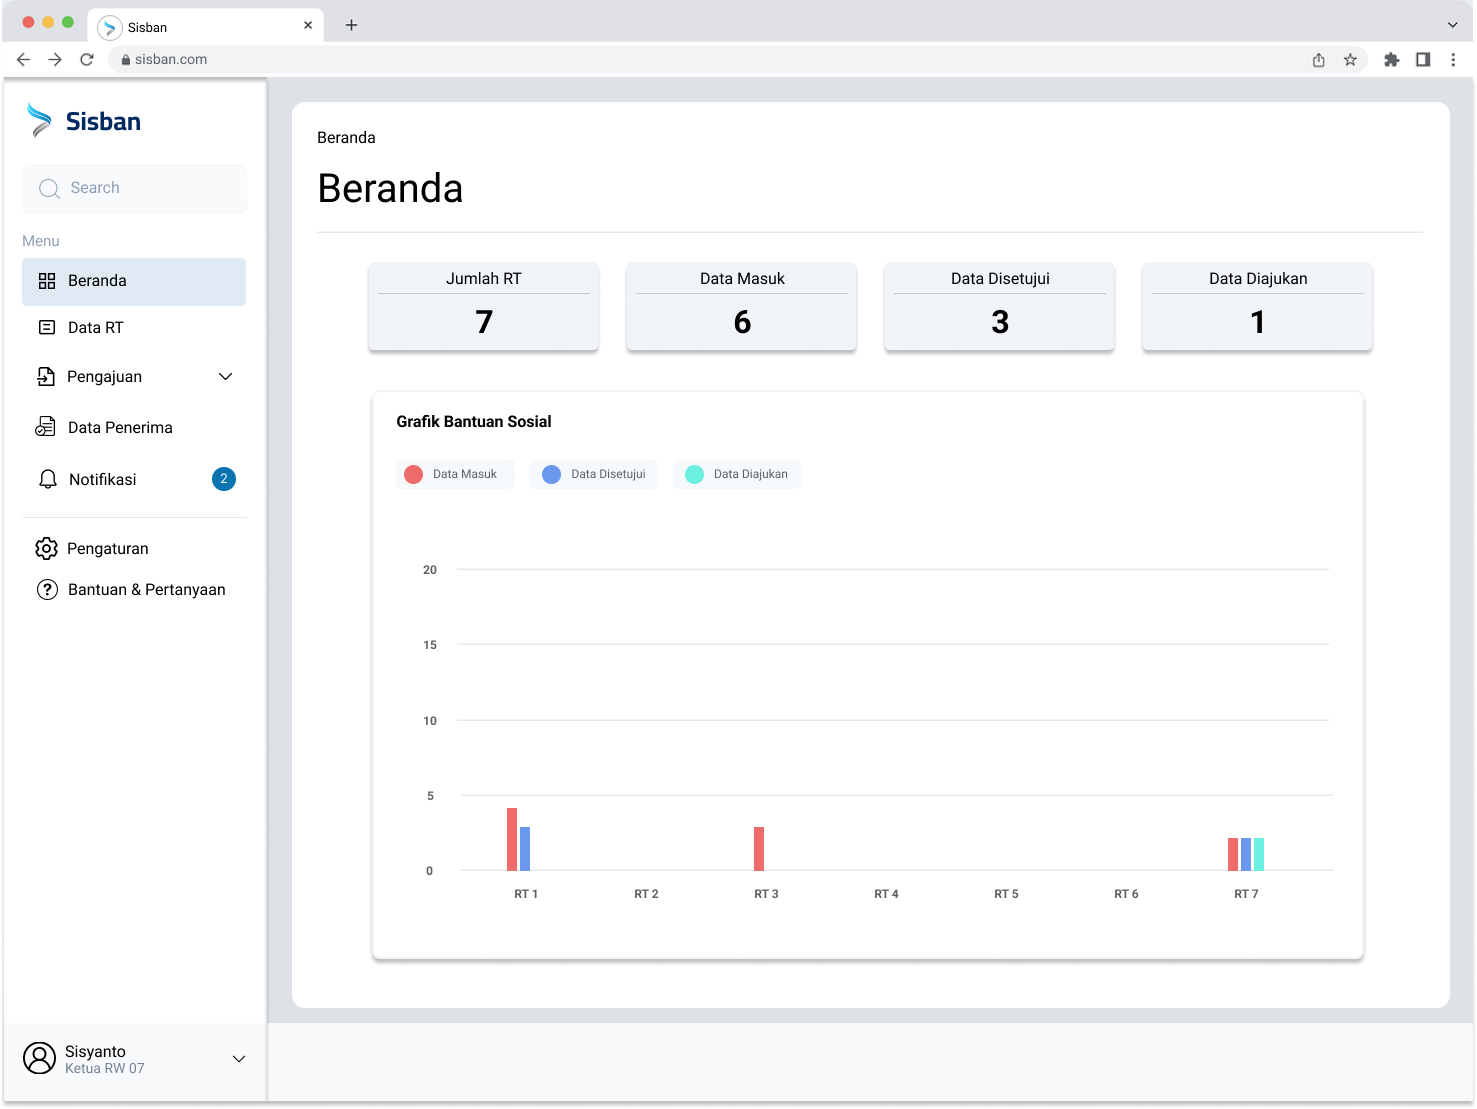 Sisban
sisban.com
Sisban
Search
Menu
Beranda
Data RT
Pengajuan
Data Penerima
Notifikasi 2
Pengaturan
Bantuan & Pertanyaan
Sisyanto
Ketua RW 07
Beranda
Beranda
Jumlah RT
7
Data Masuk
6
Data Disetujui
3
Data Diajukan
1
Grafik Bantuan Sosial
Data Masuk Data Disetujui Data Diajukan
20
15
10
5
0
RT 1 RT 2 RT 3 RT 4 RT 5 RT 6 RT 7